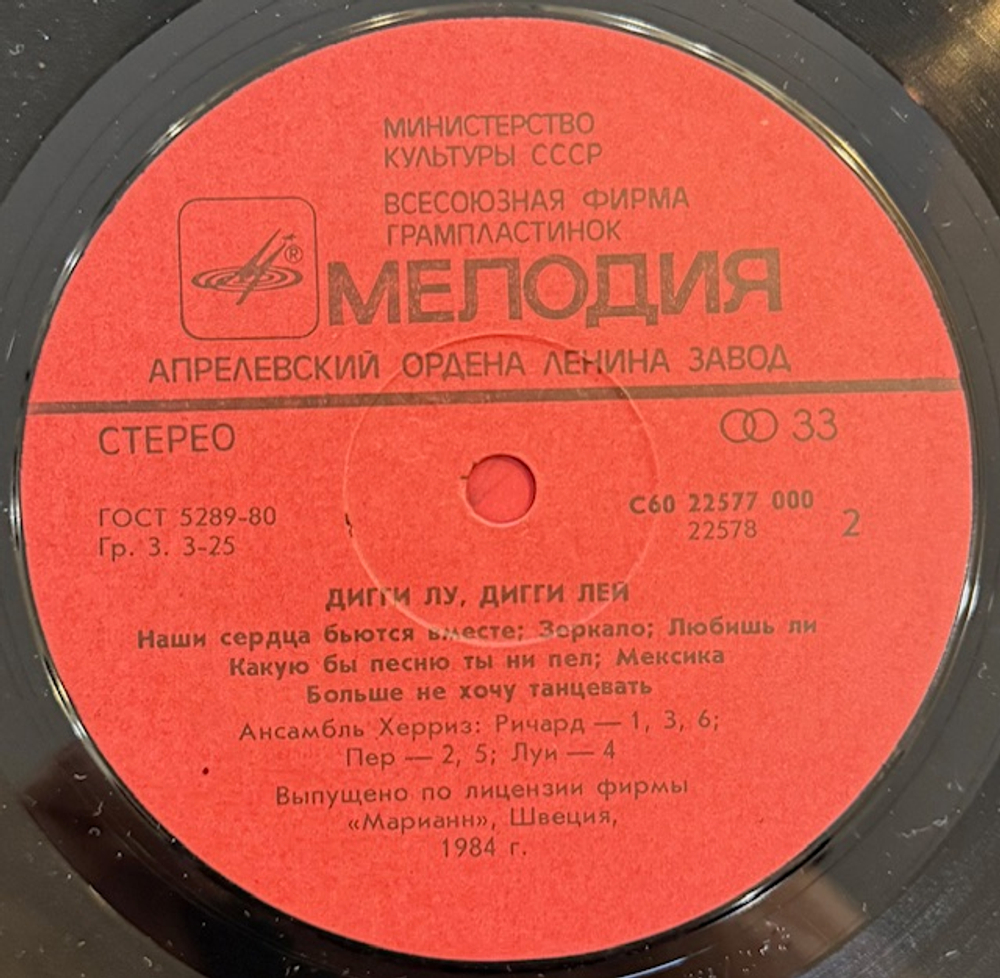 МИНИСТЕРСТВО
КУЛЬТУРЫ СССР
ВСЕСОЮЗНАЯ ФИРМА
ГРАМПЛАСТИНОК
®
МЕЛОДИЯ
АПРЕЛЕВСКИЙ ОРДЕНА ЛЕНИНА ЗАВОД
СТЕРЕО
33
ГОСТ 5289-80
Гр. 3. 3-25
С60 22577 000
22578
2
ДИГГИ ЛУ, ДИГГИ ЛЕЙ
Наши сердца бьются вместе; Зеркало; Любишь ли
Какую бы песню ты ни пел; Мексика
Больше не хочу танцевать
Ансамбль Херриз: Ричард — 1, 3, 6;
Пер — 2, 5; Луи — 4
Выпущено по лицензии фирмы
«Марианн», Швеция,
1984 г.